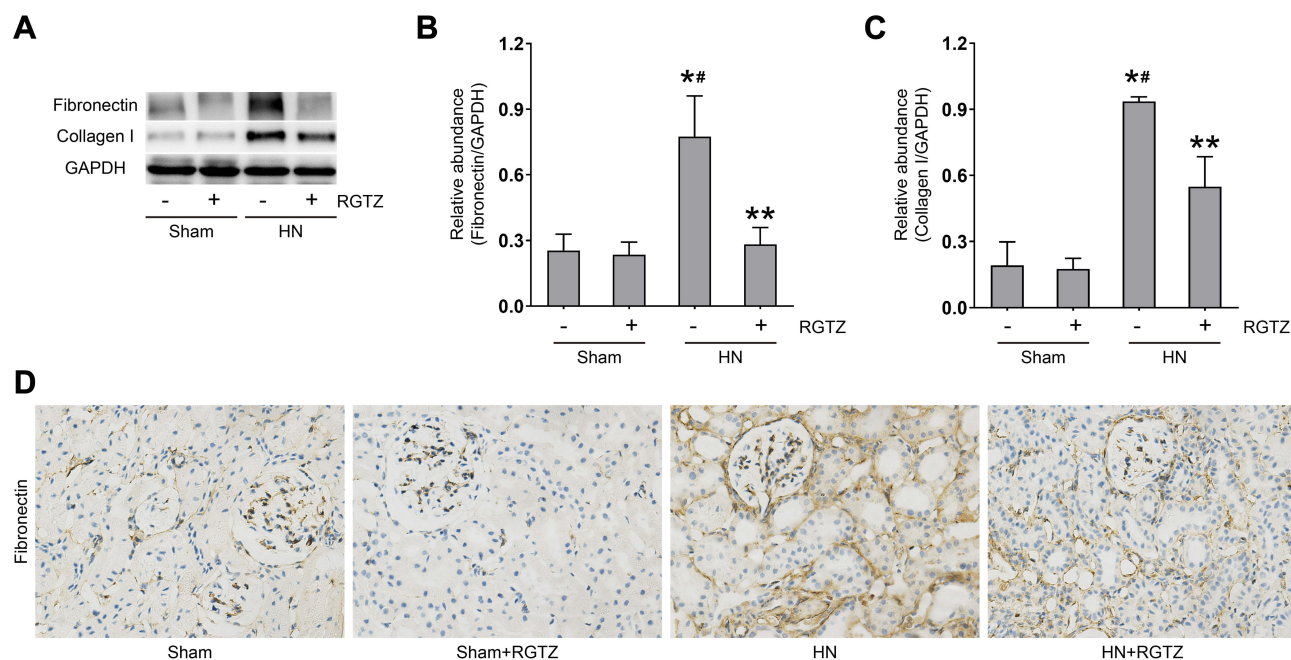 A
Fibronectin
Collagen I
GAPDH
- + - + RGTZ
Sham HN
B
Relative abundance
(Fibronectin/GAPDH)
1.2
0.9
0.6
0.3
0.0
*#
**
- + - + RGTZ
Sham HN
C
Relative abundance
(Collagen I/GAPDH)
1.2
0.9
0.6
0.3
0.0
*#
**
- + - + RGTZ
Sham HN
D
Fibronectin
Sham Sham+RGTZ HN HN+RGTZ